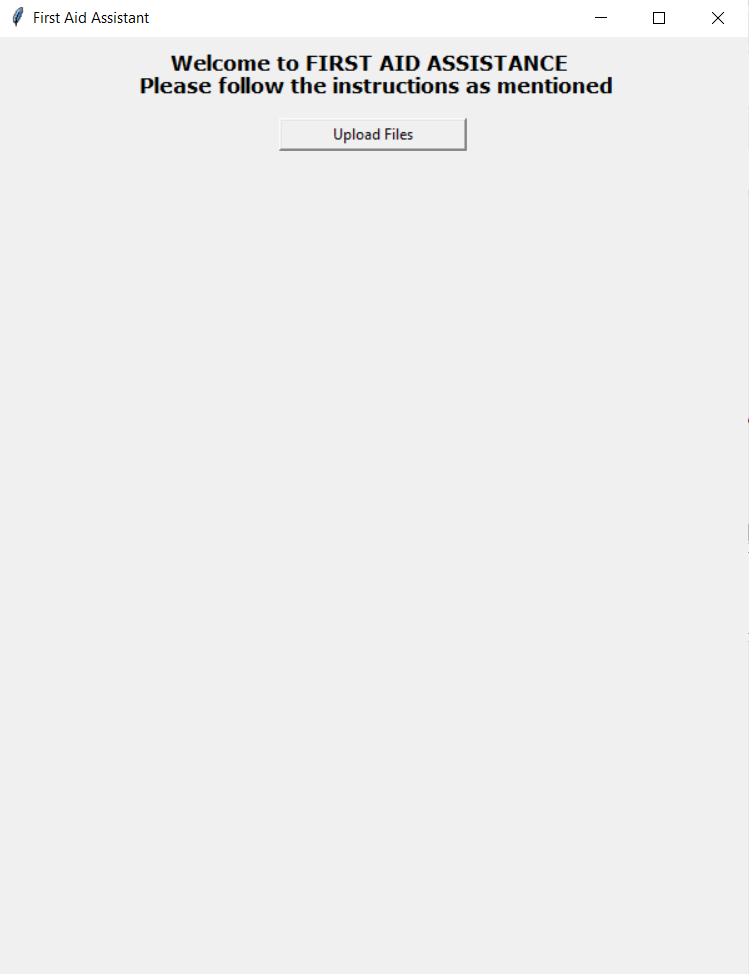 First Aid Assistant
Welcome to FIRST AID ASSISTANCE
Please follow the instructions as mentioned
Upload Files